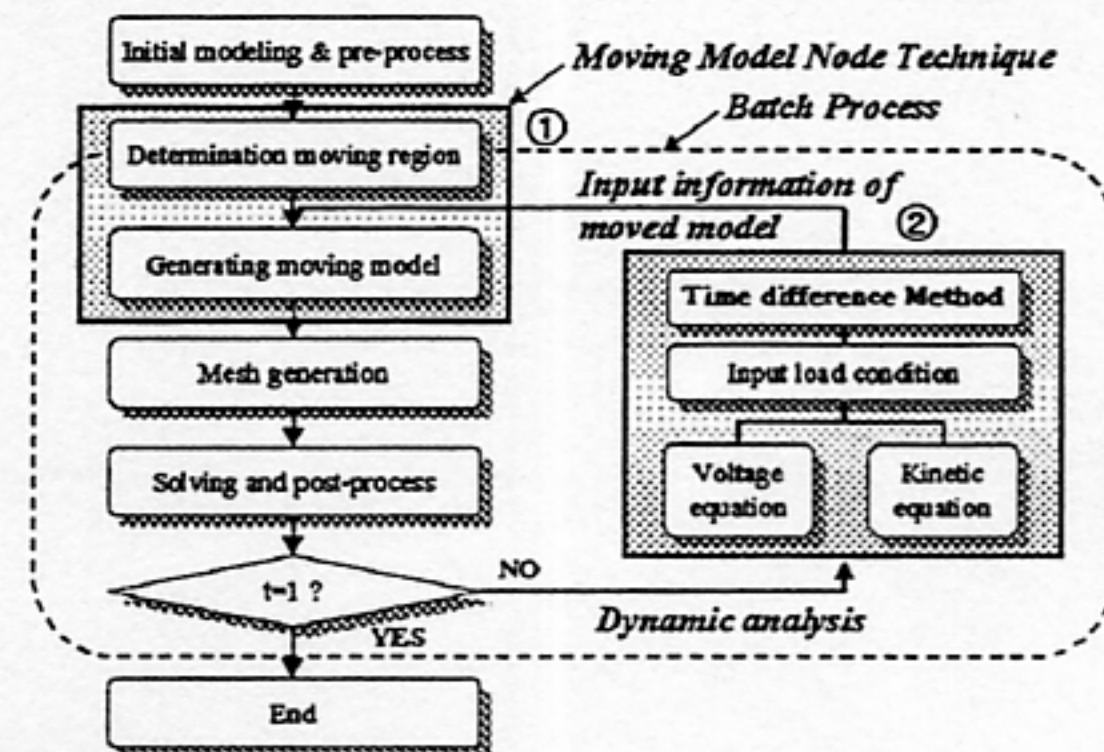 Initial modeling & pre-process
Moving Model Node Technique
Batch Process
①
Determination moving region
Input information of
moved model
②
Generating moving model
Time difference Method
Mesh generation
Input load condition
Solving and post-process
Voltage
equation
Kinetic
equation
t=1 ?
NO
YES
Dynamic analysis
End